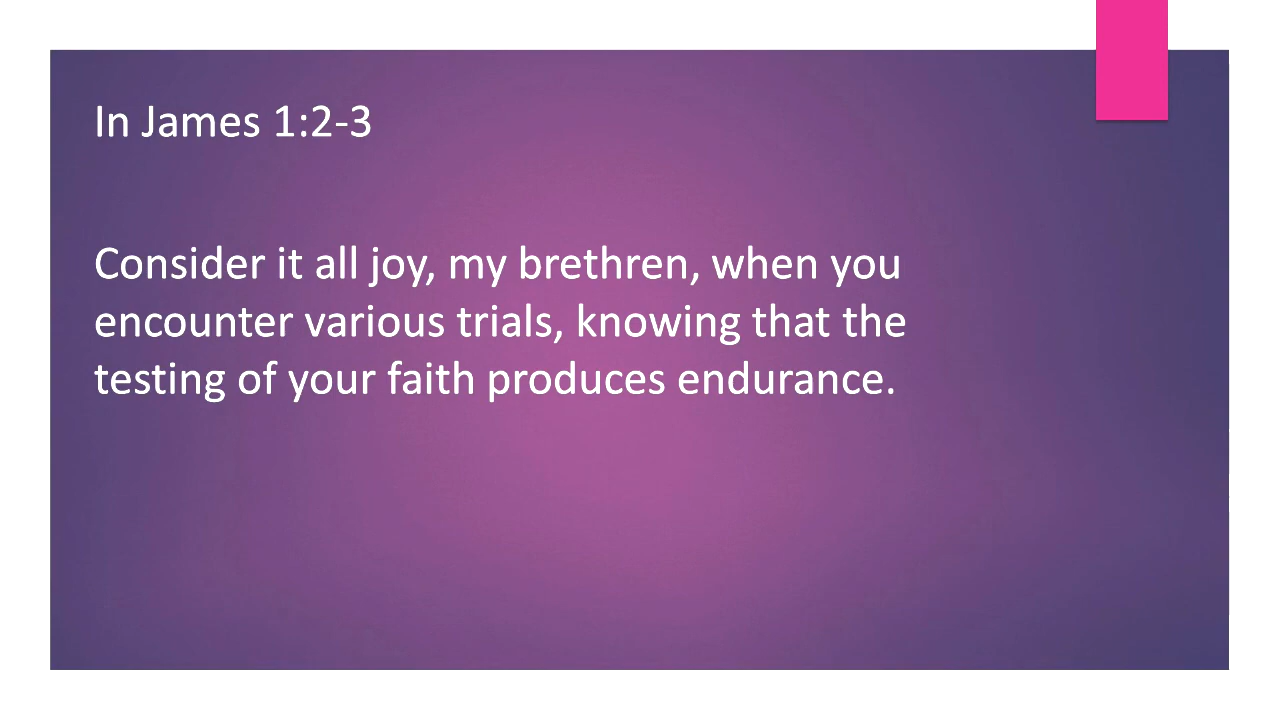 In James 1:2-3
Consider it all joy, my brethren, when you
encounter various trials, knowing that the
testing of your faith produces endurance.